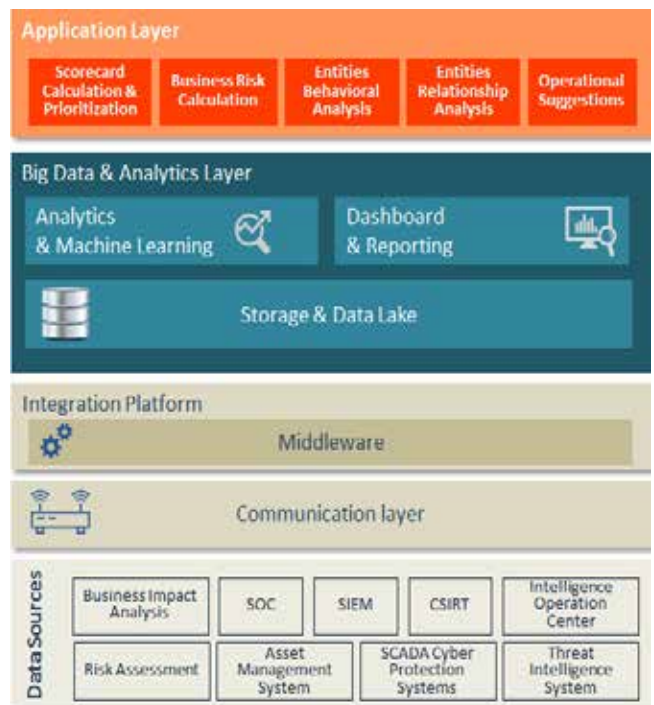 Application Layer
Scorecard
Calculation &
Prioritization
Business Risk
Calculation
Entities
Behavioral
Analysis
Entities
Relationship
Analysis
Operational
Suggestions
Big Data & Analytics Layer
Analytics
& Machine Learning
Dashboard
& Reporting
Storage & Data Lake
Integration Platform
Middleware
Communication layer
Data Sources
Business Impact
Analysis
SOC
SIEM
CSIRT
Intelligence
Operation
Center
Risk Assessment
Asset
Management
System
SCADA Cyber
Protection
Systems
Threat
Intelligence
System